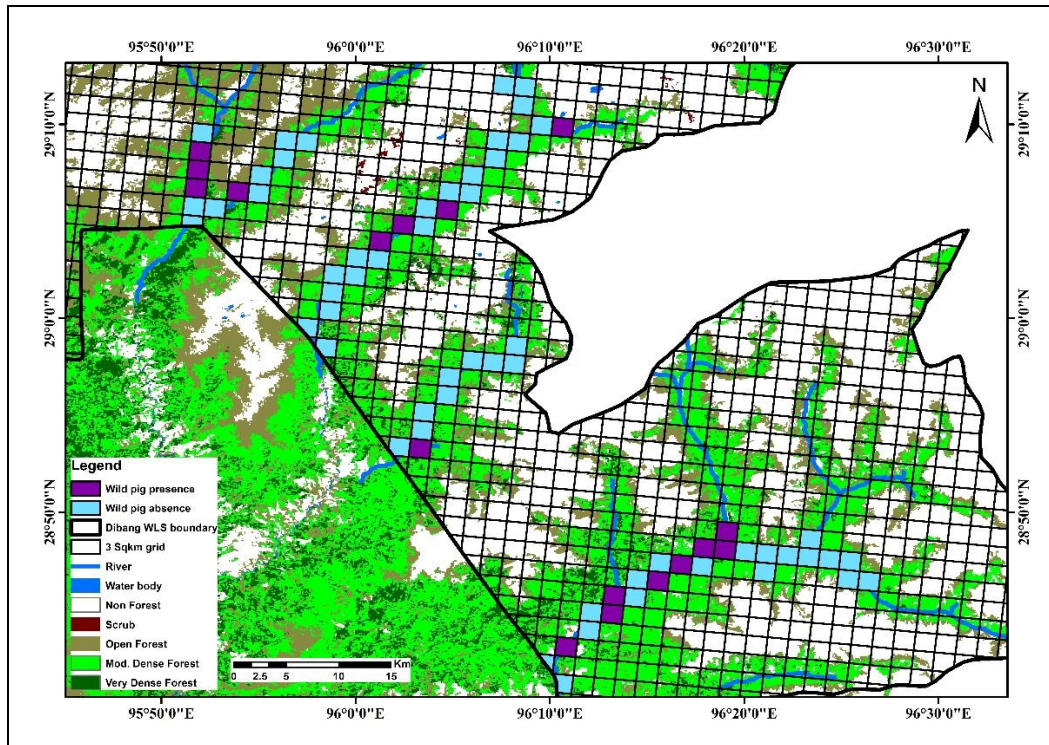 95°50'0"E 96°0'0"E 96°10'0"E 96°20'0"E 96°30'0"E
N
29°10'0"N 29°10'0"N
29°0'0"N 29°0'0"N
28°50'0"N 28°50'0"N
Legend
Wild pig presence
Wild pig absence
Dibang WLS boundary
3 Sqkm grid
River
Water body
Non Forest
Scrub
Open Forest
Mod. Dense Forest
Very Dense Forest
Km
0 2.5 5 10 15
95°50'0"E 96°0'0"E 96°10'0"E 96°20'0"E 96°30'0"E